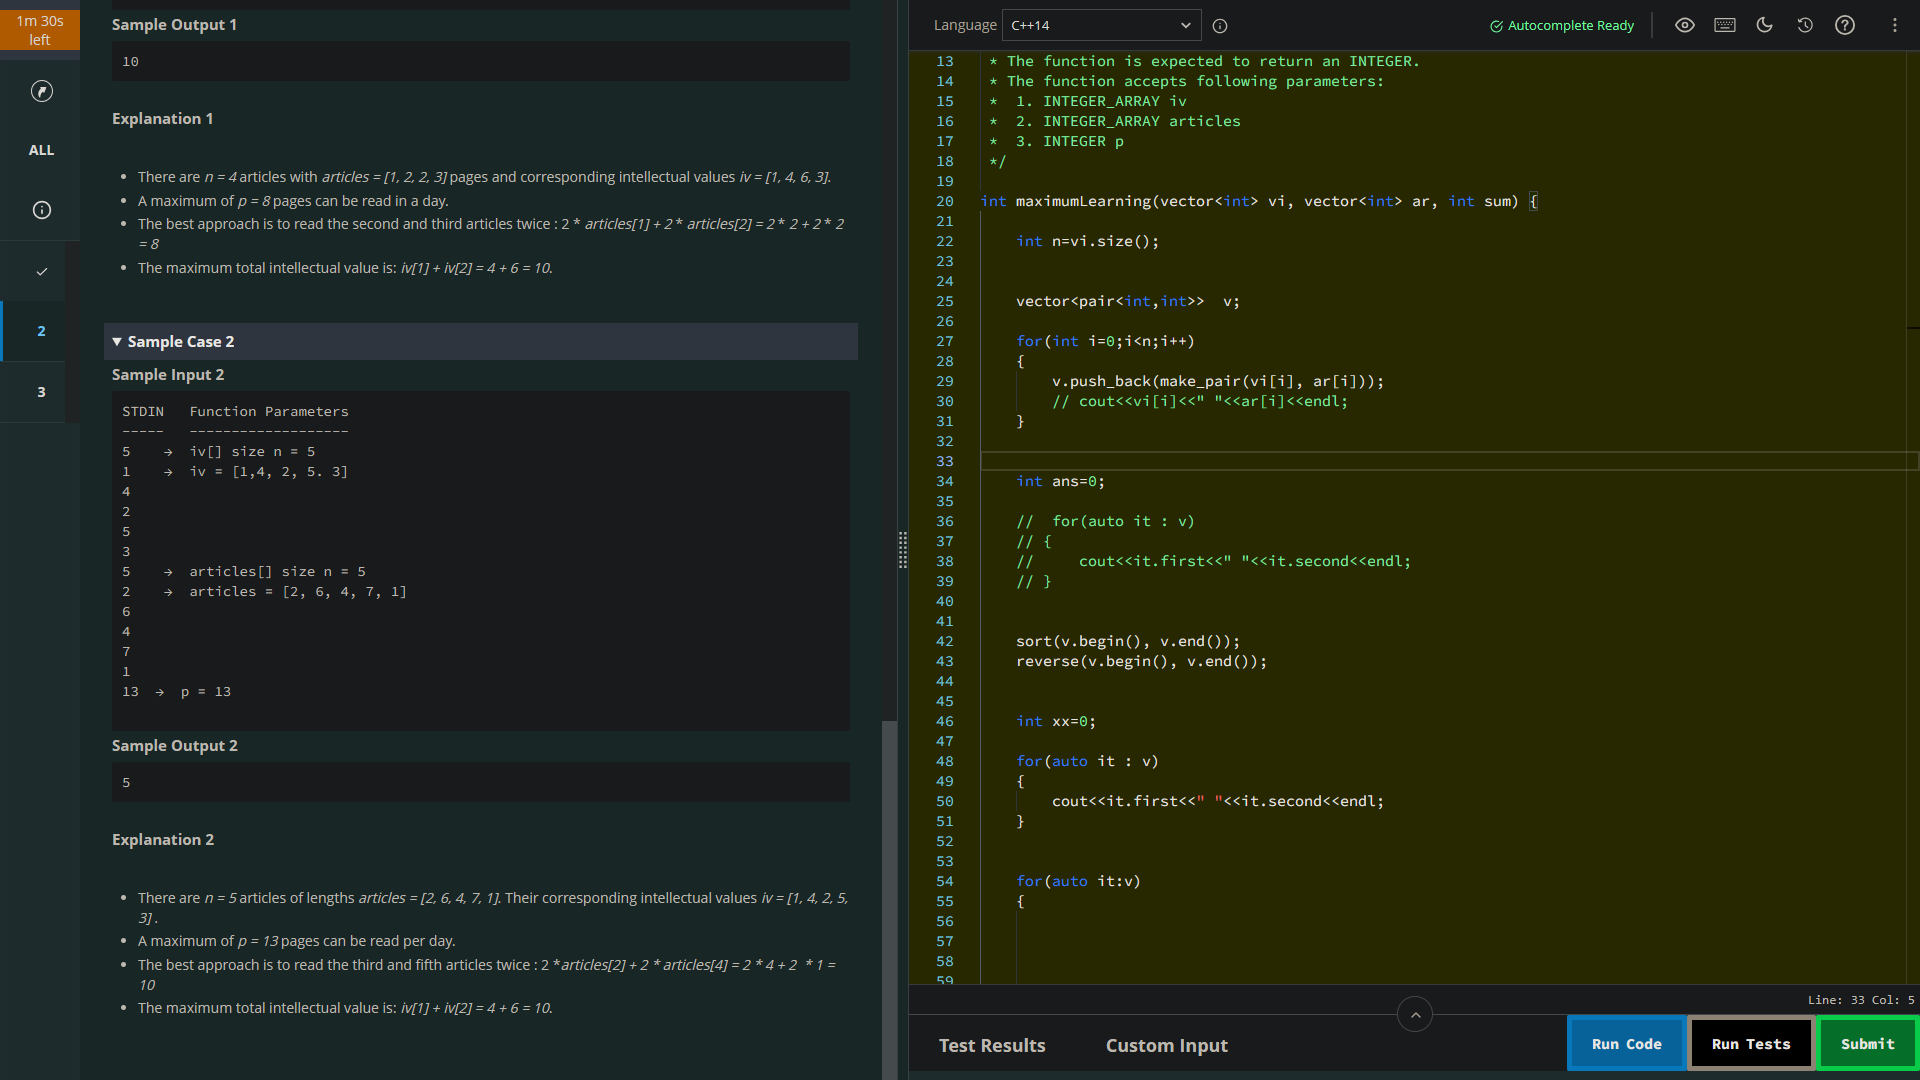 1m 30s
left
ALL
2
3
Sample Output 1
10
Explanation 1
• There are n = 4 articles with articles = [1, 2, 2, 3] pages and corresponding intellectual values iv = [1, 4, 6, 3].
• A maximum of p = 8 pages can be read in a day.
• The best approach is to read the second and third articles twice : 2 * articles[1] + 2 * articles[2] = 2 * 2 + 2 * 2
= 8
• The maximum total intellectual value is: iv[1] + iv[2] = 4 + 6 = 10.
▼ Sample Case 2
Sample Input 2
STDIN Function Parameters
----- -------------------
5 → iv[] size n = 5
1 → iv = [1,4, 2, 5. 3]
4
2
5
3
5 → articles[] size n = 5
2 → articles = [2, 6, 4, 7, 1]
6
4
7
1
13 → p = 13
Sample Output 2
5
Explanation 2
• There are n = 5 articles of lengths articles = [2, 6, 4, 7, 1]. Their corresponding intellectual values iv = [1, 4, 2, 5,
3] .
• A maximum of p = 13 pages can be read per day.
• The best approach is to read the third and fifth articles twice : 2 * articles[2] + 2 * articles[4] = 2 * 4 + 2 * 1 =
10
• The maximum total intellectual value is: iv[1] + iv[2] = 4 + 6 = 10.
Language C++14
Autocomplete Ready
13 * The function is expected to return an INTEGER.
14 * The function accepts following parameters:
15 * 1. INTEGER_ARRAY iv
16 * 2. INTEGER_ARRAY articles
17 * 3. INTEGER p
18 */
19
20 int maximumLearning(vector<int> vi, vector<int> ar, int sum) {
21
22 int n=vi.size();
23
24
25 vector<pair<int,int>> v;
26
27 for(int i=0;i<n;i++)
28 {
29 v.push_back(make_pair(vi[i], ar[i]));
30 // cout<<vi[i]<<" "<<ar[i]<<endl;
31 }
32
33
34 int ans=0;
35
36 // for(auto it : v)
37 // {
38 // cout<<it.first<<" "<<it.second<<endl;
39 // }
40
41
42 sort(v.begin(), v.end());
43 reverse(v.begin(), v.end());
44
45
46 int xx=0;
47
48 for(auto it : v)
49 {
50 cout<<it.first<<" "<<it.second<<endl;
51 }
52
53
54 for(auto it:v)
55 {
56
57
58
59
Line: 33 Col: 5
Test Results
Custom Input
Run Code
Run Tests
Submit